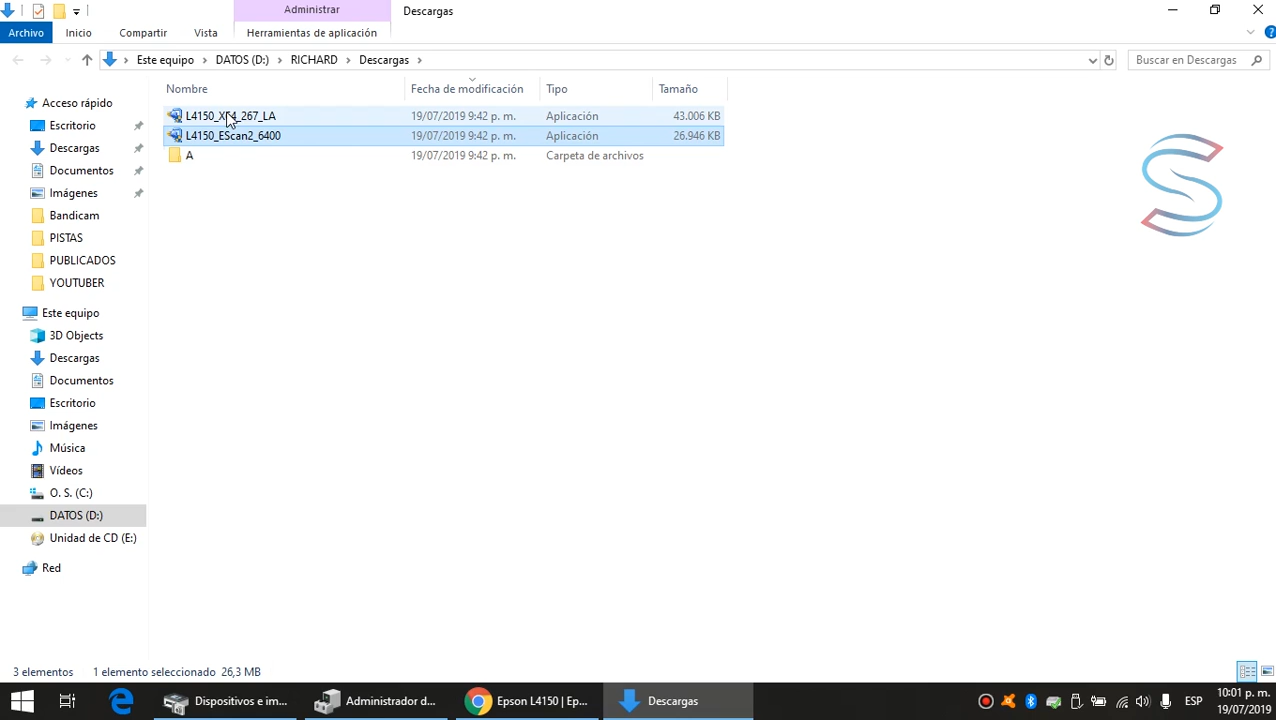 Administrar
Descargas
Archivo
Inicio
Compartir
Vista
Herramientas de aplicación
Este equipo
DATOS (D:)
RICHARD
Descargas
Buscar en Descargas
Nombre
Fecha de modificación
Tipo
Tamaño
Acceso rápido
Escritorio
Descargas
Documentos
Imágenes
Bandicam
PISTAS
PUBLICADOS
YOUTUBER
Este equipo
3D Objects
Descargas
Documentos
Escritorio
Imágenes
Música
Vídeos
O. S. (C:)
DATOS (D:)
Unidad de CD (E:)
Red
L4150_X64_267_LA 19/07/2019 9:42 p. m. Aplicación 43.006 KB
L4150_EScan2_6400 19/07/2019 9:42 p. m. Aplicación 26.946 KB
A 19/07/2019 9:42 p. m. Carpeta de archivos
3 elementos 1 elemento seleccionado 26,3 MB
Dispositivos e im...
Administrador d...
Epson L4150 | Ep...
Descargas
ESP
10:01 p. m.
19/07/2019